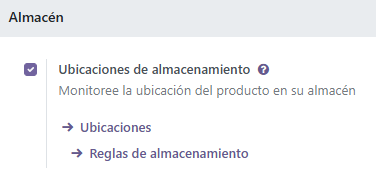 Almacén
Ubicaciones de almacenamiento ?
Monitoree la ubicación del producto en su almacén
→ Ubicaciones
→ Reglas de almacenamiento